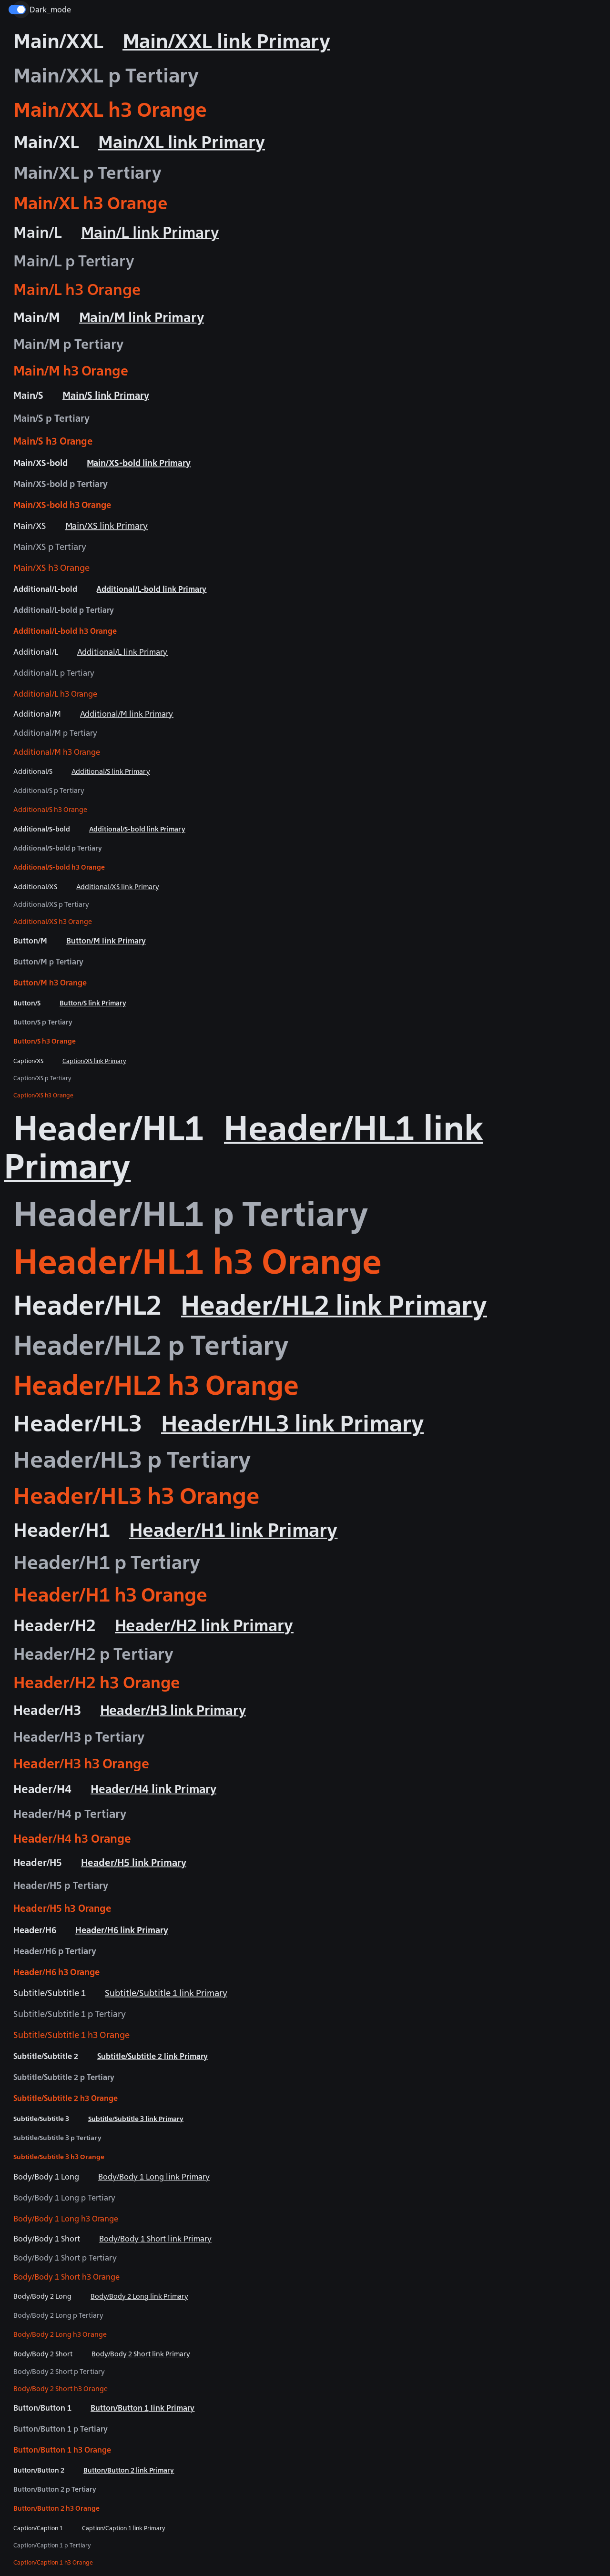 Dark_mode
Main/XXL Main/XXL link Primary
Main/XXL p Tertiary
Main/XXL h3 Orange
Main/XL Main/XL link Primary
Main/XL p Tertiary
Main/XL h3 Orange
Main/L Main/L link Primary
Main/L p Tertiary
Main/L h3 Orange
Main/M Main/M link Primary
Main/M p Tertiary
Main/M h3 Orange
Main/S Main/S link Primary
Main/S p Tertiary
Main/S h3 Orange
Main/XS-bold Main/XS-bold link Primary
Main/XS-bold p Tertiary
Main/XS-bold h3 Orange
Main/XS Main/XS link Primary
Main/XS p Tertiary
Main/XS h3 Orange
Additional/L-bold Additional/L-bold link Primary
Additional/L-bold p Tertiary
Additional/L-bold h3 Orange
Additional/L Additional/L link Primary
Additional/L p Tertiary
Additional/L h3 Orange
Additional/M Additional/M link Primary
Additional/M p Tertiary
Additional/M h3 Orange
Additional/S Additional/S link Primary
Additional/S p Tertiary
Additional/S h3 Orange
Additional/S-bold Additional/S-bold link Primary
Additional/S-bold p Tertiary
Additional/S-bold h3 Orange
Additional/XS Additional/XS link Primary
Additional/XS p Tertiary
Additional/XS h3 Orange
Button/M Button/M link Primary
Button/M p Tertiary
Button/M h3 Orange
Button/S Button/S link Primary
Button/S p Tertiary
Button/S h3 Orange
Caption/XS Caption/XS link Primary
Caption/XS p Tertiary
Caption/XS h3 Orange
Header/HL1 Header/HL1 link
Primary
Header/HL1 p Tertiary
Header/HL1 h3 Orange
Header/HL2 Header/HL2 link Primary
Header/HL2 p Tertiary
Header/HL2 h3 Orange
Header/HL3 Header/HL3 link Primary
Header/HL3 p Tertiary
Header/HL3 h3 Orange
Header/H1 Header/H1 link Primary
Header/H1 p Tertiary
Header/H1 h3 Orange
Header/H2 Header/H2 link Primary
Header/H2 p Tertiary
Header/H2 h3 Orange
Header/H3 Header/H3 link Primary
Header/H3 p Tertiary
Header/H3 h3 Orange
Header/H4 Header/H4 link Primary
Header/H4 p Tertiary
Header/H4 h3 Orange
Header/H5 Header/H5 link Primary
Header/H5 p Tertiary
Header/H5 h3 Orange
Header/H6 Header/H6 link Primary
Header/H6 p Tertiary
Header/H6 h3 Orange
Subtitle/Subtitle 1 Subtitle/Subtitle 1 link Primary
Subtitle/Subtitle 1 p Tertiary
Subtitle/Subtitle 1 h3 Orange
Subtitle/Subtitle 2 Subtitle/Subtitle 2 link Primary
Subtitle/Subtitle 2 p Tertiary
Subtitle/Subtitle 2 h3 Orange
Subtitle/Subtitle 3 Subtitle/Subtitle 3 link Primary
Subtitle/Subtitle 3 p Tertiary
Subtitle/Subtitle 3 h3 Orange
Body/Body 1 Long Body/Body 1 Long link Primary
Body/Body 1 Long p Tertiary
Body/Body 1 Long h3 Orange
Body/Body 1 Short Body/Body 1 Short link Primary
Body/Body 1 Short p Tertiary
Body/Body 1 Short h3 Orange
Body/Body 2 Long Body/Body 2 Long link Primary
Body/Body 2 Long p Tertiary
Body/Body 2 Long h3 Orange
Body/Body 2 Short Body/Body 2 Short link Primary
Body/Body 2 Short p Tertiary
Body/Body 2 Short h3 Orange
Button/Button 1 Button/Button 1 link Primary
Button/Button 1 p Tertiary
Button/Button 1 h3 Orange
Button/Button 2 Button/Button 2 link Primary
Button/Button 2 p Tertiary
Button/Button 2 h3 Orange
Caption/Caption 1 Caption/Caption 1 link Primary
Caption/Caption 1 p Tertiary
Caption/Caption 1 h3 Orange